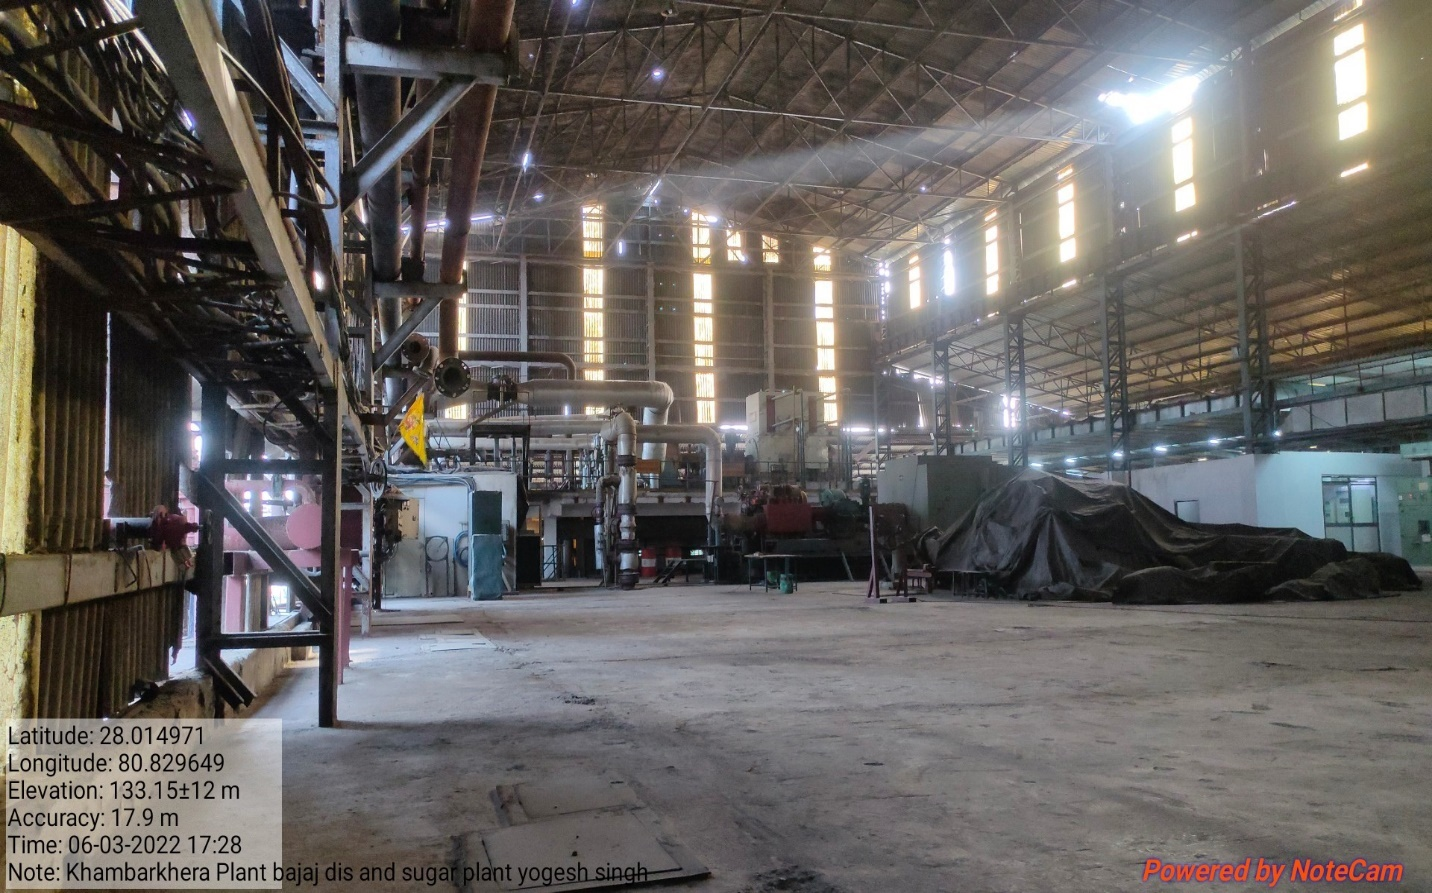 Latitude: 28.014971
Longitude: 80.829649
Elevation: 133.15±12 m
Accuracy: 17.9 m
Time: 06-03-2022 17:28
Note: Khambarkhera Plant bajaj dis and sugar plant yogesh singh
Powered by NoteCam